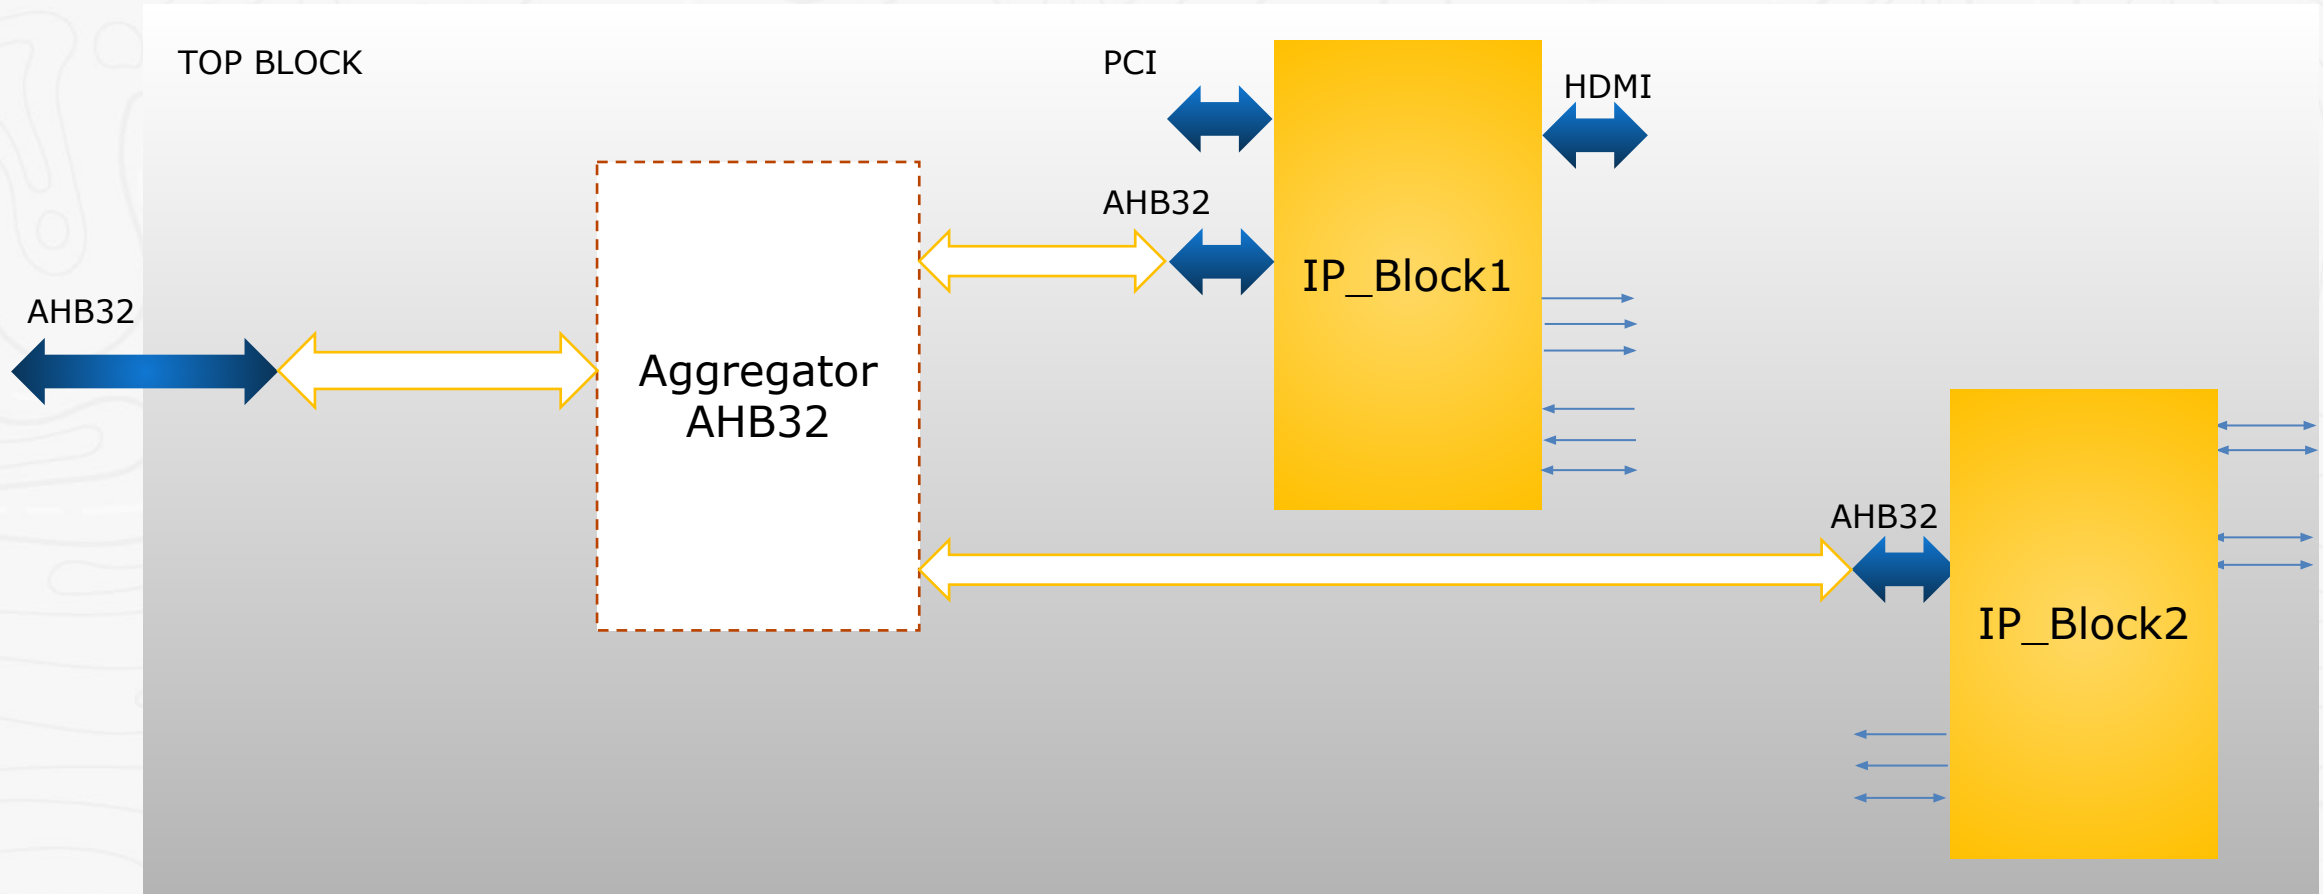 TOP BLOCK
PCI
HDMI
AHB32
IP_Block1
AHB32
Aggregator
AHB32
AHB32
IP_Block2